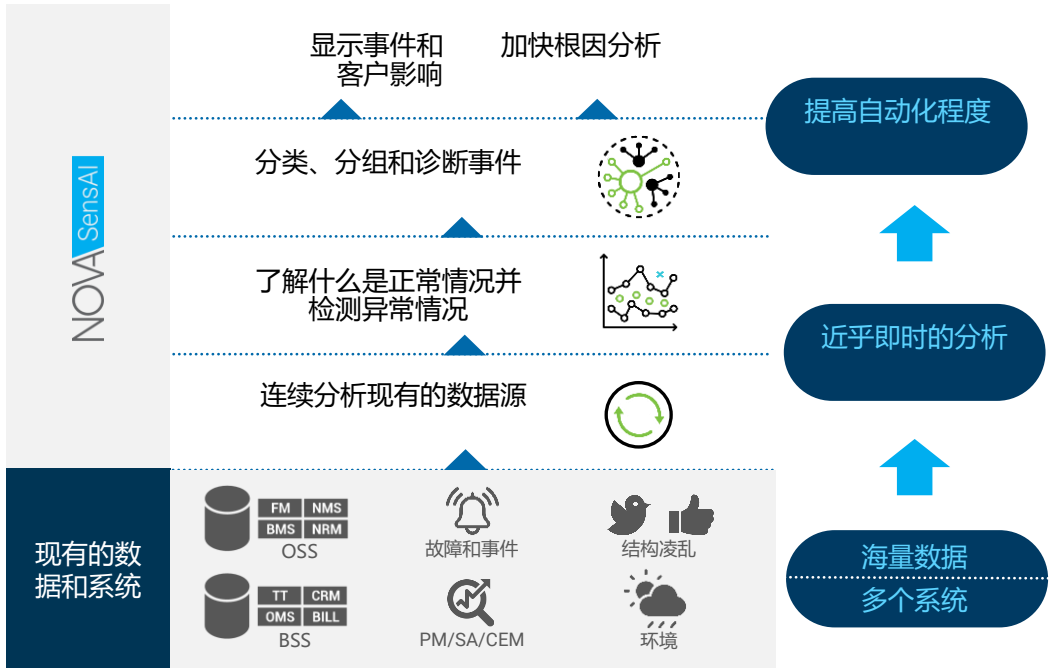 显示事件和
客户影响
加快根因分析
提高自动化程度
分类、分组和诊断事件
NOVA SensAI
了解什么是正常情况并
检测异常情况
近乎即时的分析
连续分析现有的数据源
现有的数
据和系统
FM NMS
BMS NRM
OSS
故障和事件
结构凌乱
TT CRM
OMS BILL
BSS
PM/SA/CEM
环境
海量数据
多个系统